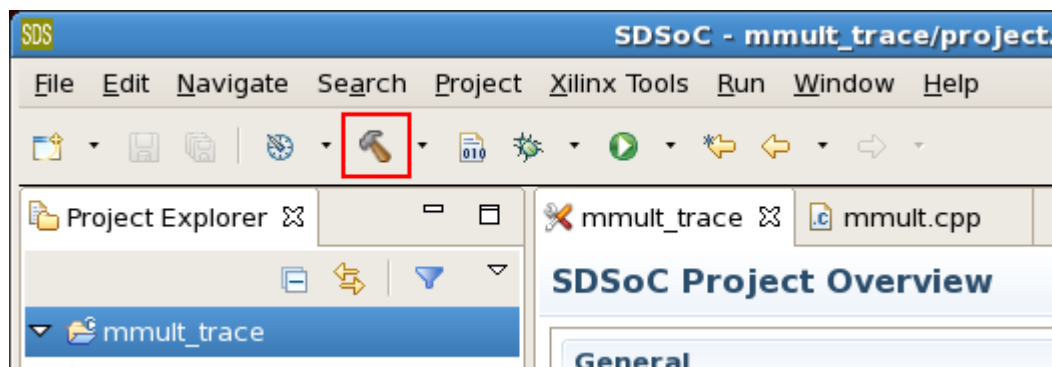 SDS SDSoC - mmult_trace/project.
File Edit Navigate Search Project Xilinx Tools Run Window Help
010
Project Explorer mmult_trace .c mmult.cpp
SDSoC Project Overview
mmult_trace
General